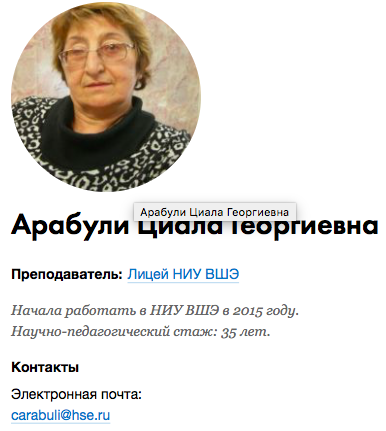 Арабули Циала Георгиевна
Арабули Циала Георгиевна
Преподаватель: Лицей НИУ ВШЭ
Начала работать в НИУ ВШЭ в 2015 году.
Научно-педагогический стаж: 35 лет.
Контакты
Электронная почта:
carabuli@hse.ru